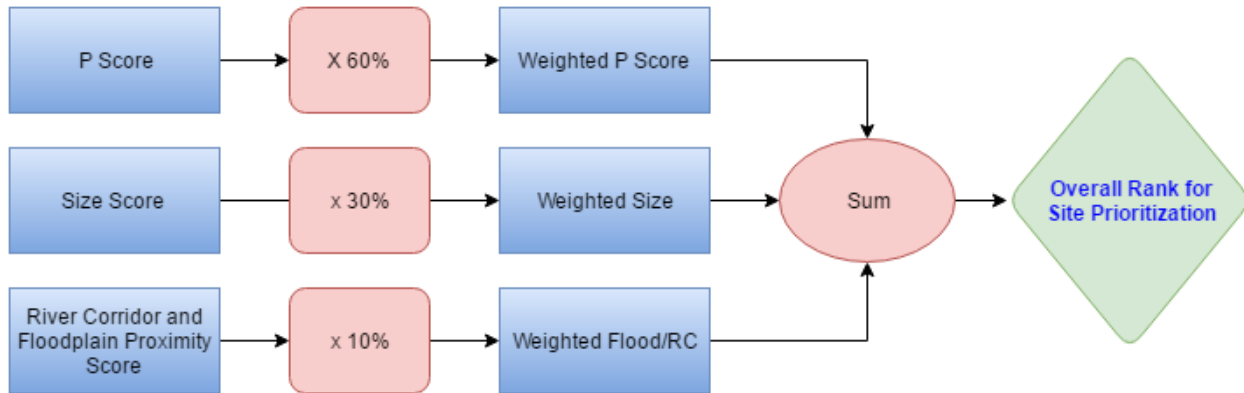 P Score
X 60%
Weighted P Score
Size Score
x 30%
Weighted Size
Sum
Overall Rank for
Site Prioritization
River Corridor and
Floodplain Proximity
Score
x 10%
Weighted Flood/RC